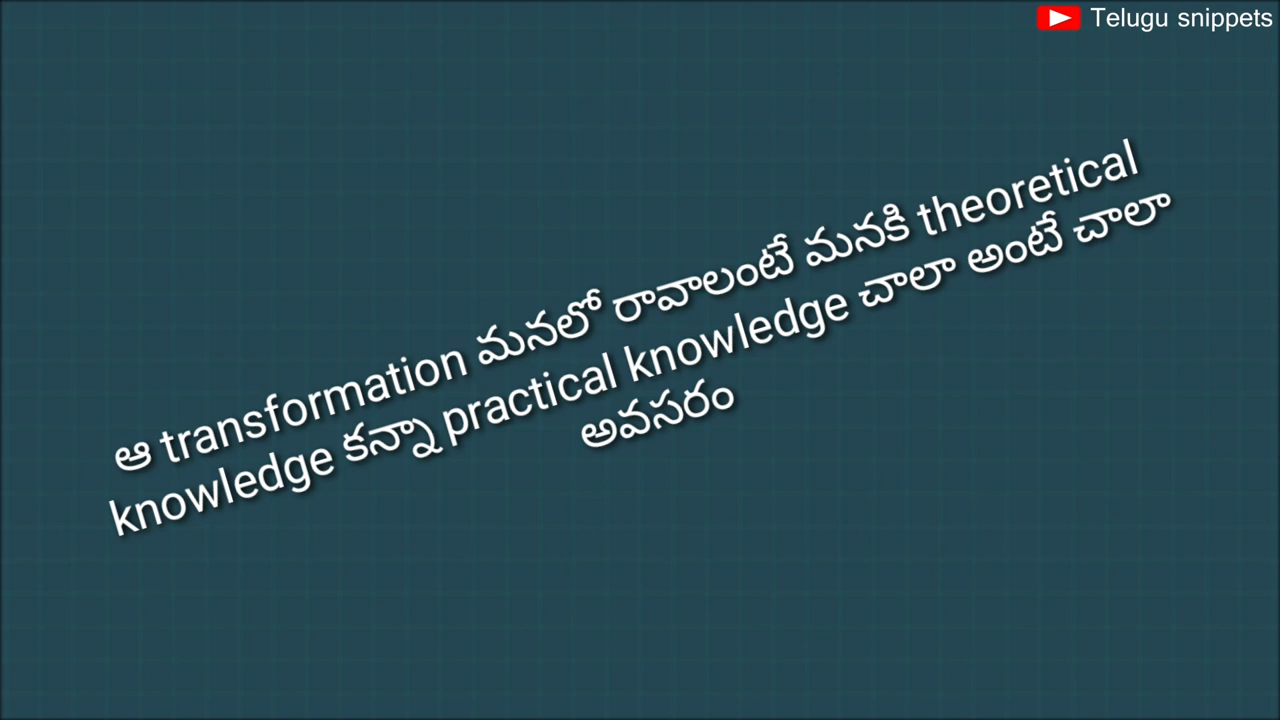 Telugu snippets
ఆ transformation మనలో రావాలంటే మనకి theoretical
knowledge కన్నా practical knowledge చాలా అంటే చాలా
అవసరం